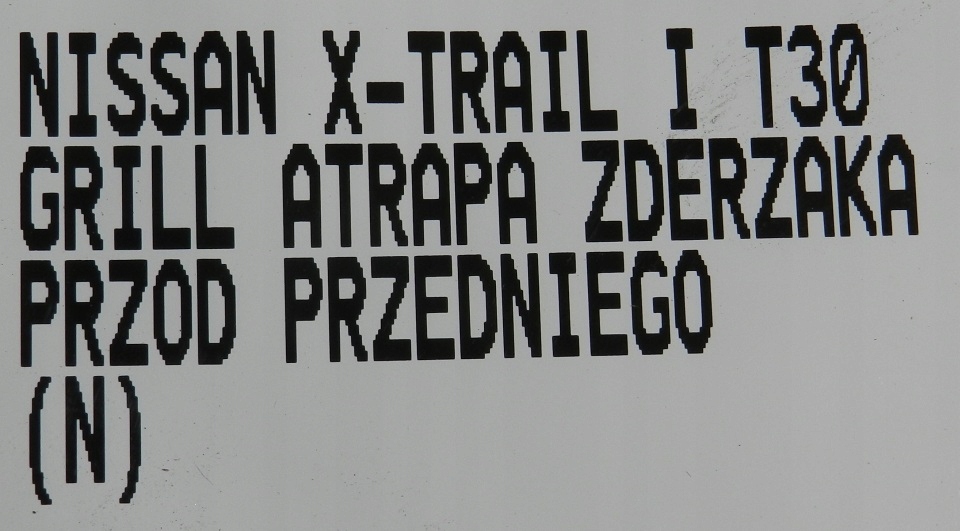 NISSAN X-TRAIL I T30
GRILL ATRAPA ZDERZAKA
PRZOD PRZEDNIEGO
(N)